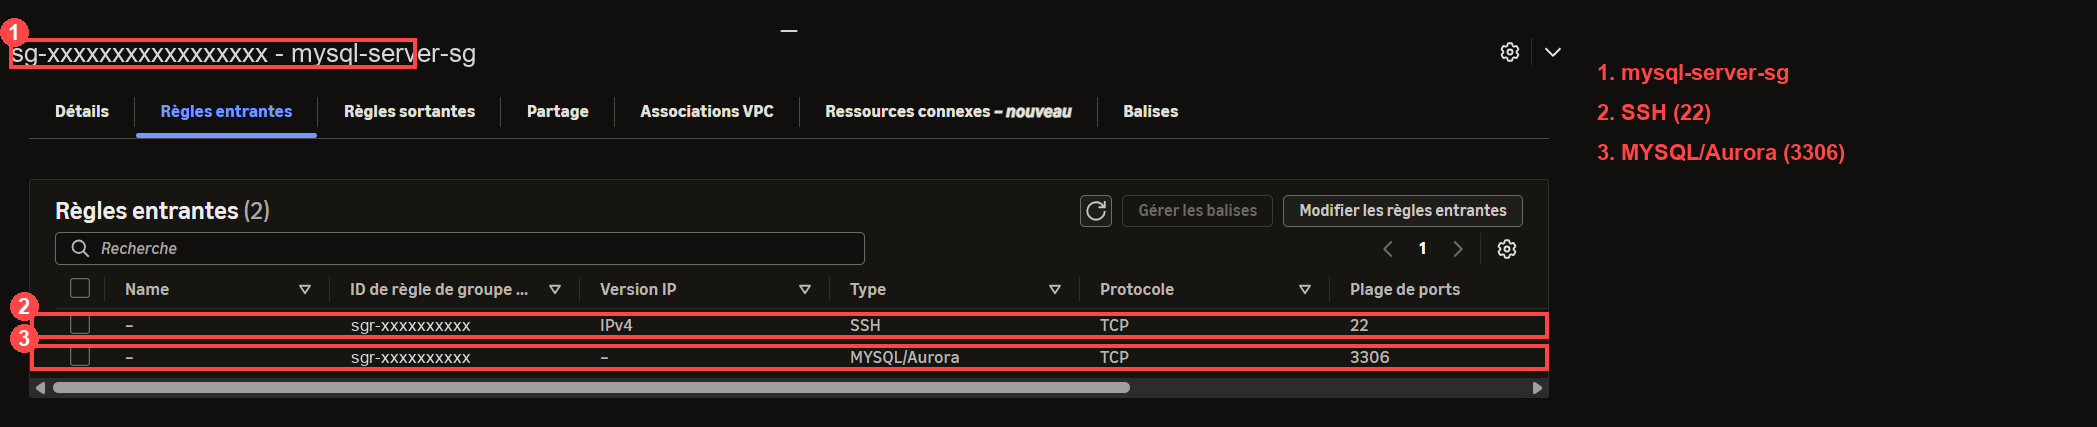 1
sg-xxxxxxxxxxxxxxxxx - mysql-server-sg
1. mysql-server-sg
2. SSH (22)
3. MYSQL/Aurora (3306)
Détails Règles entrantes Règles sortantes Partage Associations VPC Ressources connexes – nouveau Balises
Règles entrantes (2) Gérer les balises Modifier les règles entrantes
Recherche 1
Name ID de règle de groupe ... Version IP Type Protocole Plage de ports
2
– sgr-xxxxxxxxxx IPv4 SSH TCP 22
3
– sgr-xxxxxxxxxx – MYSQL/Aurora TCP 3306